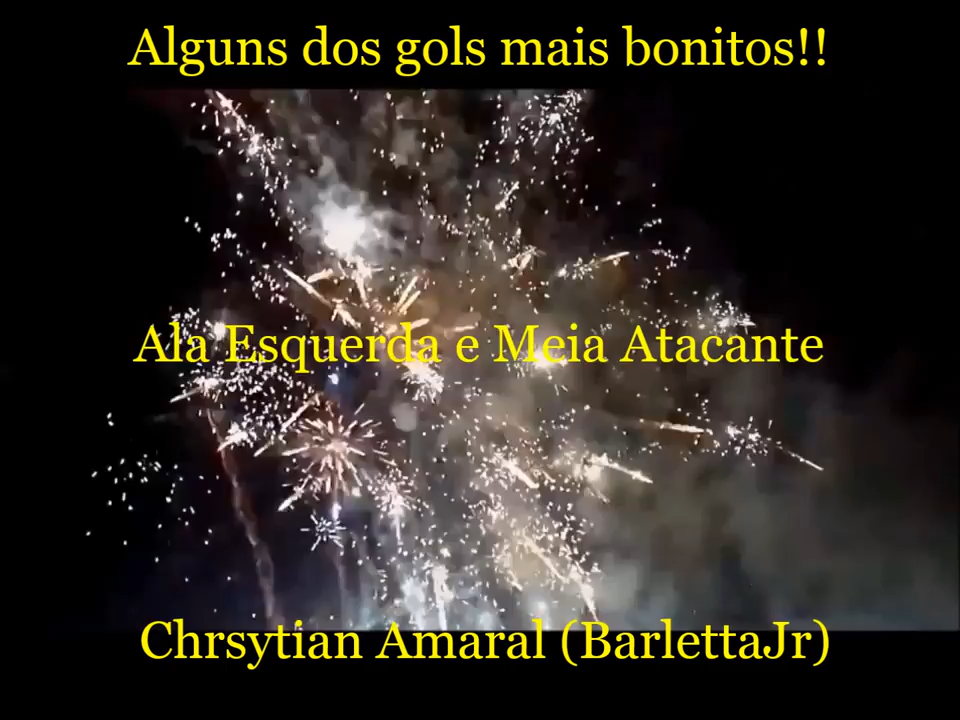 Alguns dos gols mais bonitos!!
Ala Esquerda e Meia Atacante
Chrsytian Amaral (BarlettaJr)